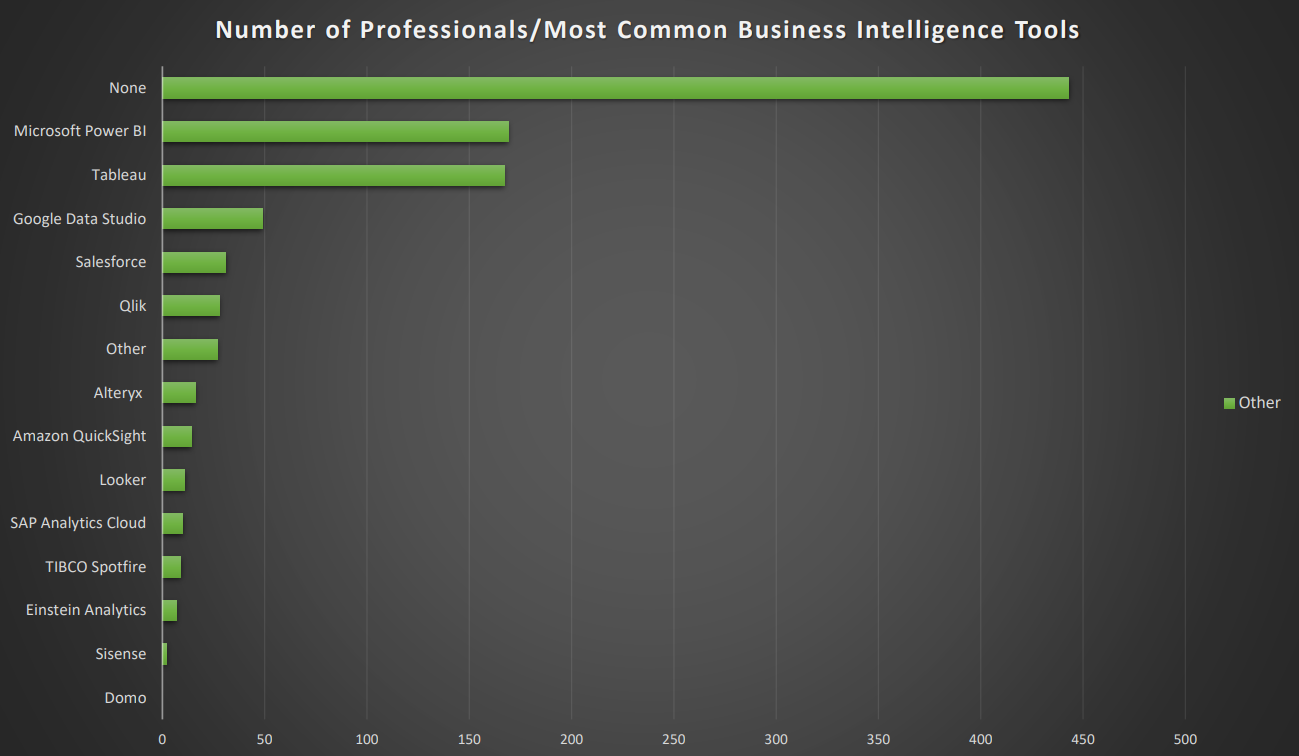 Number of Professionals/Most Common Business Intelligence Tools
None
Microsoft Power BI
Tableau
Google Data Studio
Salesforce
Qlik
Other
Alteryx
Amazon QuickSight
Looker
SAP Analytics Cloud
TIBCO Spotfire
Einstein Analytics
Sisense
Domo
0 50 100 150 200 250 300 350 400 450 500
Other